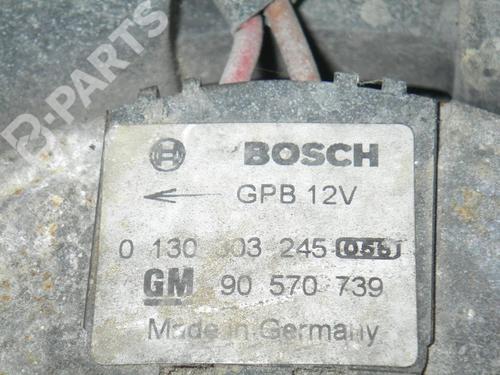 B-PARTS
BOSCH
GPB 12V
0 130 303 245 055
GM 90 570 739
Made in Germany